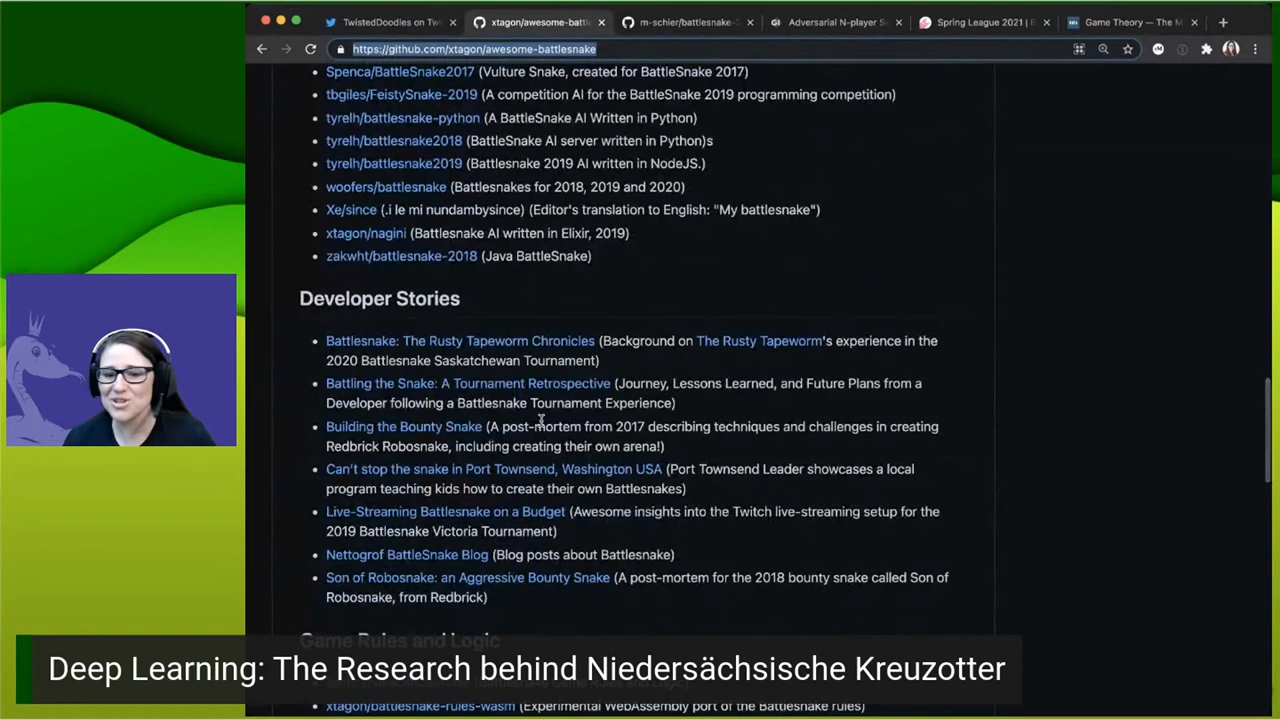 TwistedDoodles on Tw
xtagon/awesome-battl
m-schier/battlesnake-2
Adversarial N-player S
Spring League 2021 | B
Game Theory — The M
https://github.com/xtagon/awesome-battlesnake
Spenca/BattleSnake2017 (Vulture Snake, created for BattleSnake 2017)
tbgiles/FeistySnake-2019 (A competition AI for the BattleSnake 2019 programming competition)
tyrelh/battlesnake-python (A BattleSnake AI Written in Python)
tyrelh/battlesnake2018 (BattleSnake AI server written in Python)s
tyrelh/battlesnake2019 (Battlesnake 2019 AI written in NodeJS.)
woofers/battlesnake (Battlesnakes for 2018, 2019 and 2020)
Xe/since (.i le mi nundambysince) (Editor's translation to English: "My battlesnake")
xtagon/nagini (Battlesnake AI written in Elixir, 2019)
zakwht/battlesnake-2018 (Java BattleSnake)
Developer Stories
Battlesnake: The Rusty Tapeworm Chronicles (Background on The Rusty Tapeworm's experience in the
2020 Battlesnake Saskatchewan Tournament)
Battling the Snake: A Tournament Retrospective (Journey, Lessons Learned, and Future Plans from a
Developer following a Battlesnake Tournament Experience)
Building the Bounty Snake (A post-mortem from 2017 describing techniques and challenges in creating
Redbrick Robosnake, including creating their own arena!)
Can't stop the snake in Port Townsend, Washington USA (Port Townsend Leader showcases a local
program teaching kids how to create their own Battlesnakes)
Live-Streaming Battlesnake on a Budget (Awesome insights into the Twitch live-streaming setup for the
2019 Battlesnake Victoria Tournament)
Nettogrof BattleSnake Blog (Blog posts about Battlesnake)
Son of Robosnake: an Aggressive Bounty Snake (A post-mortem for the 2018 bounty snake called Son of
Robosnake, from Redbrick)
Game Rules and Logic
Deep Learning: The Research behind Niedersächsische Kreuzotter
xtagon/battlesnake-rules-wasm (Experimental WebAssembly port of the Battlesnake rules)